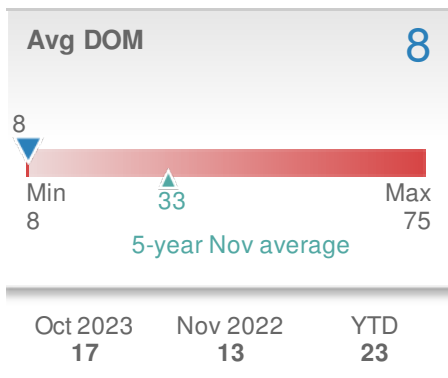 Avg DOM 8
8
Min Max
8 33 75
5-year Nov average
Oct 2023 Nov 2022 YTD
17 13 23